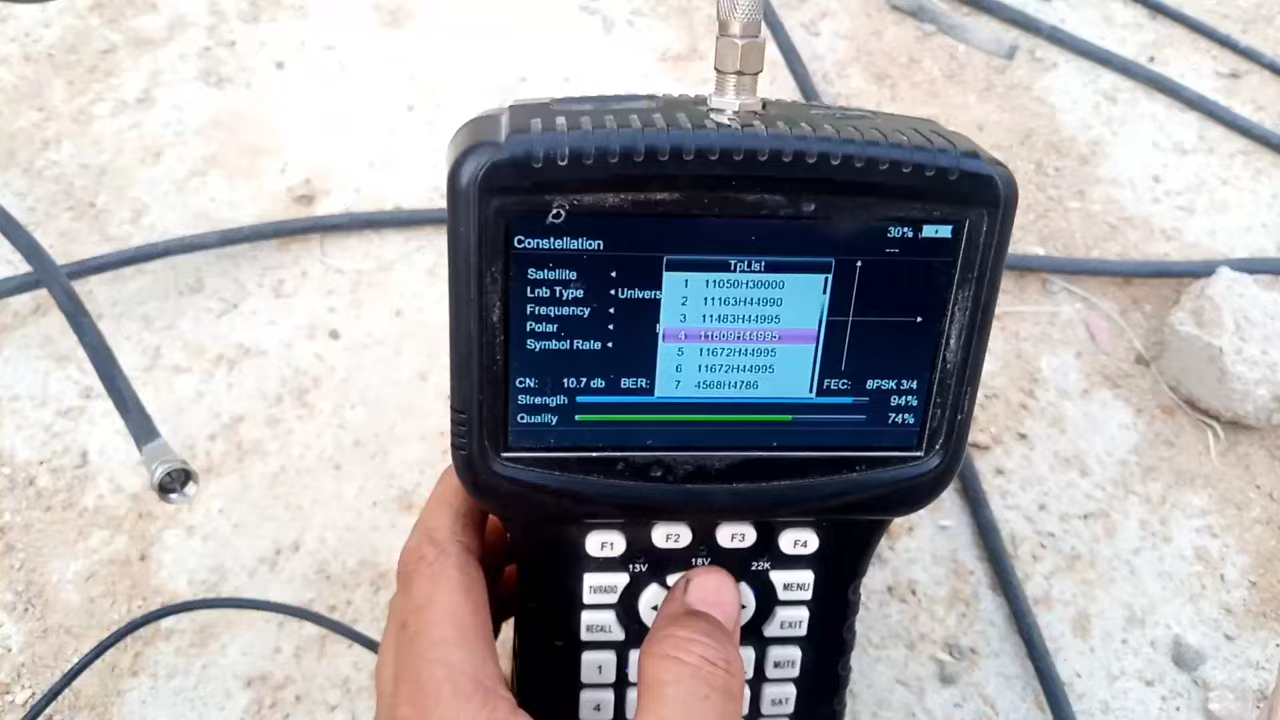 30%
Constellation
TpList
Satellite
Lnb Type
Univers
Frequency
Polar
Symbol Rate
1 11050H30000
2 11163H44990
3 11483H44995
4 11609H44995
5 11672H44995
6 11672H44995
7 4568H4786
CN: 10.7 db BER: FEC: 8PSK 3/4
Strength 94%
Quality 74%
F1 F2 F3 F4
13V 18V 22K
TV/RADIO MENU
RECALL EXIT
1 MUTE
4 SAT